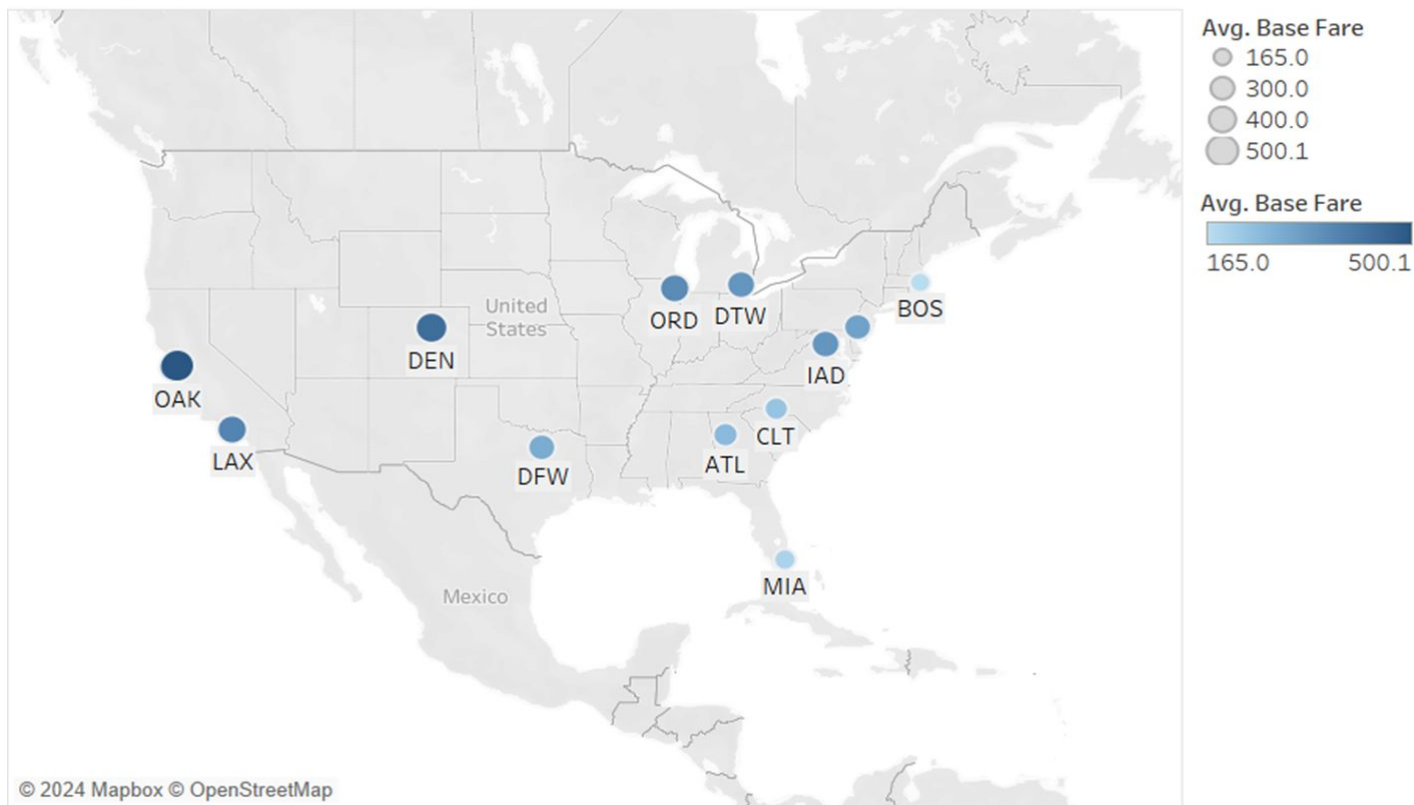 Avg. Base Fare
165.0
300.0
400.0
500.1
Avg. Base Fare
165.0 500.1
United
States
BOS
ORD
DTW
DEN
IAD
OAK
CLT
LAX
ATL
DFW
MIA
Mexico
© 2024 Mapbox © OpenStreetMap